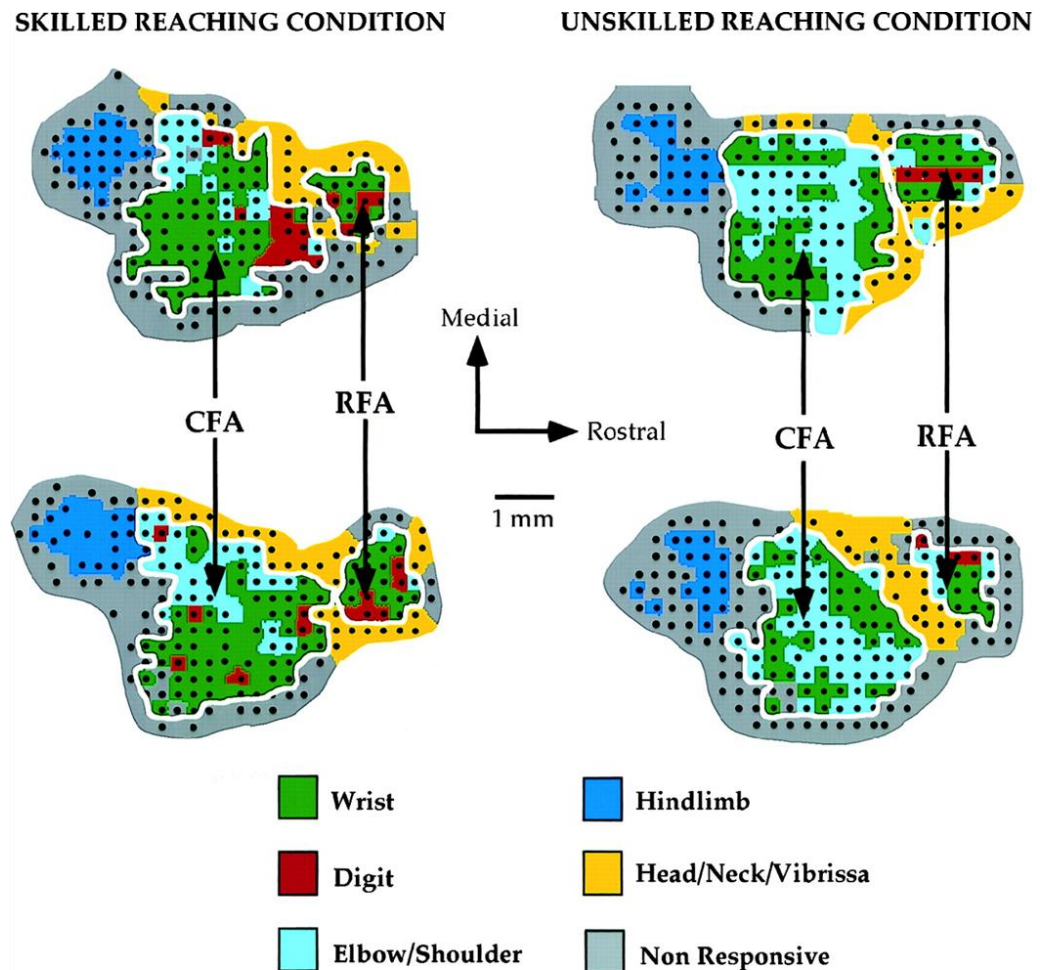 SKILLED REACHING CONDITION
UNSKILLED REACHING CONDITION
Medial
Rostral
1 mm
CFA
RFA
CFA
RFA
Wrist
Hindlimb
Digit
Head/Neck/Vibrissa
Elbow/Shoulder
Non Responsive